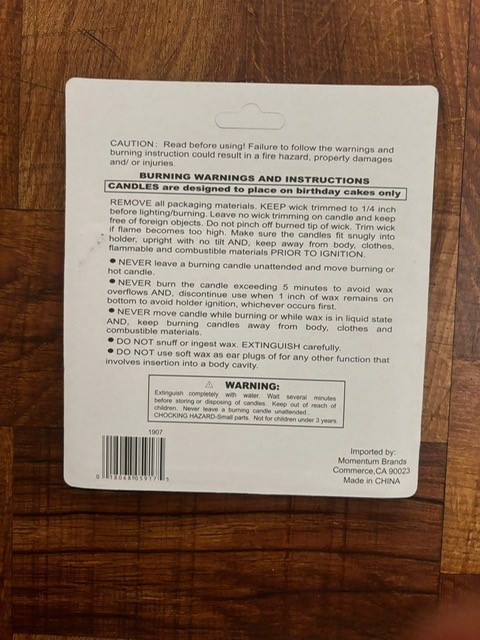 CAUTION: Read before using! Failure to follow the warnings and
burning instruction could result in a fire hazard, property damages
and/ or injuries.
BURNING WARNINGS AND INSTRUCTIONS
CANDLES are designed to place on birthday cakes only
REMOVE all packaging materials. KEEP wick trimmed to 1/4 inch
before lighting/burning. Leave no wick trimming on candle and keep
free of foreign objects. Do not pinch off burned tip of wick. Trim wick
if flame becomes too high. Make sure the candles fit snugly into
holder, upright with no tilt AND, keep away from body, clothes,
flammable and combustible materials PRIOR TO IGNITION.
● NEVER leave a burning candle unattended and move burning or
hot candle.
● NEVER burn the candle exceeding 5 minutes to avoid wax
overflows AND, discontinue use when 1 inch of wax remains on
bottom to avoid holder ignition, whichever occurs first.
● NEVER move candle while burning or while wax is in liquid state
AND, keep burning candles away from body, clothes and
combustible materials.
● DO NOT snuff or ingest wax. EXTINGUISH carefully.
● DO NOT use soft wax as ear plugs of for any other function that
involves insertion into a body cavity.
⚠ WARNING:
Extinguish completely with water. Wait several minutes
before storing or disposing of candles. Keep out of reach of
children. Never leave a burning candle unattended..
CHOCKING HAZARD-Small parts. Not for children under 3 years.
1907
0 18068 05917 5
Imported by:
Momentum Brands
Commerce,CA 90023
Made in CHINA